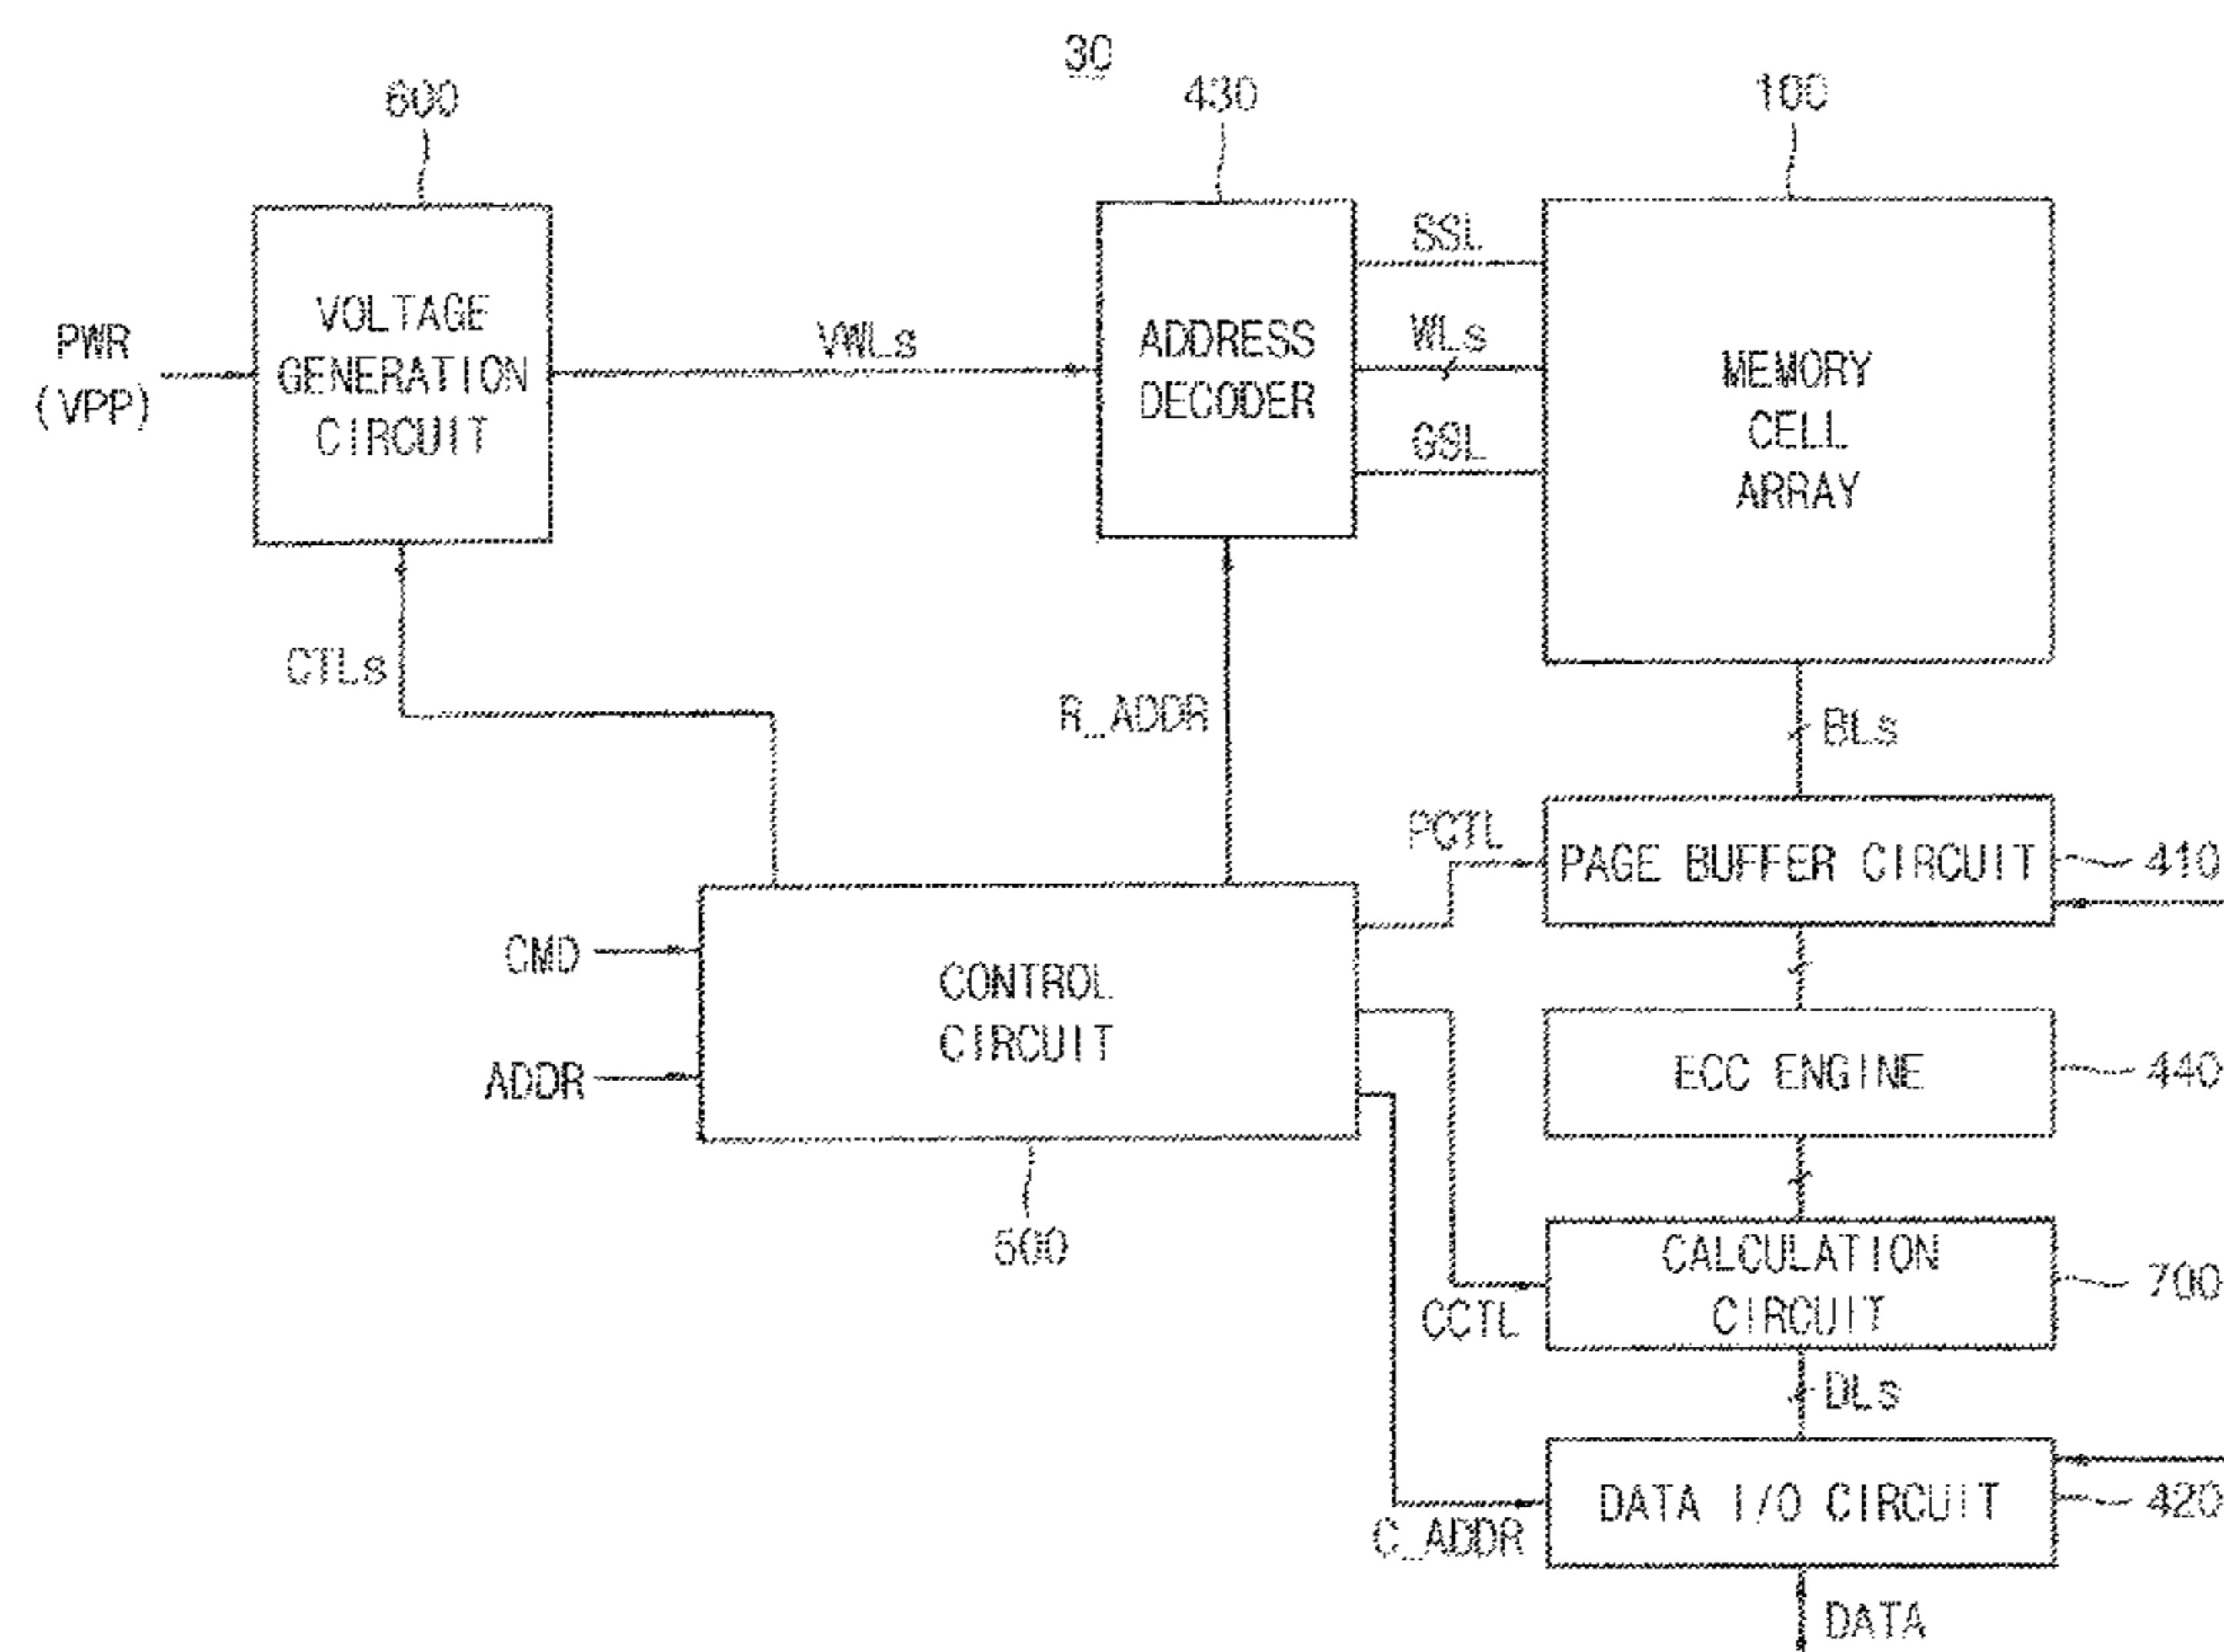 30
600
430
100
PWR
(VPP)
VOLTAGE
GENERATION
CIRCUIT
VWLs
ADDRESS
DECODER
SSL
WLs
GSL
MEMORY
CELL
ARRAY
CTLs
R_ADDR
BLs
PCTL
PAGE BUFFER CIRCUIT
410
CMD
ADDR
CONTROL
CIRCUIT
500
ECC ENGINE
440
CCTL
CALCULATION
CIRCUIT
700
DLs
C_ADDR
DATA I/O CIRCUIT
420
DATA